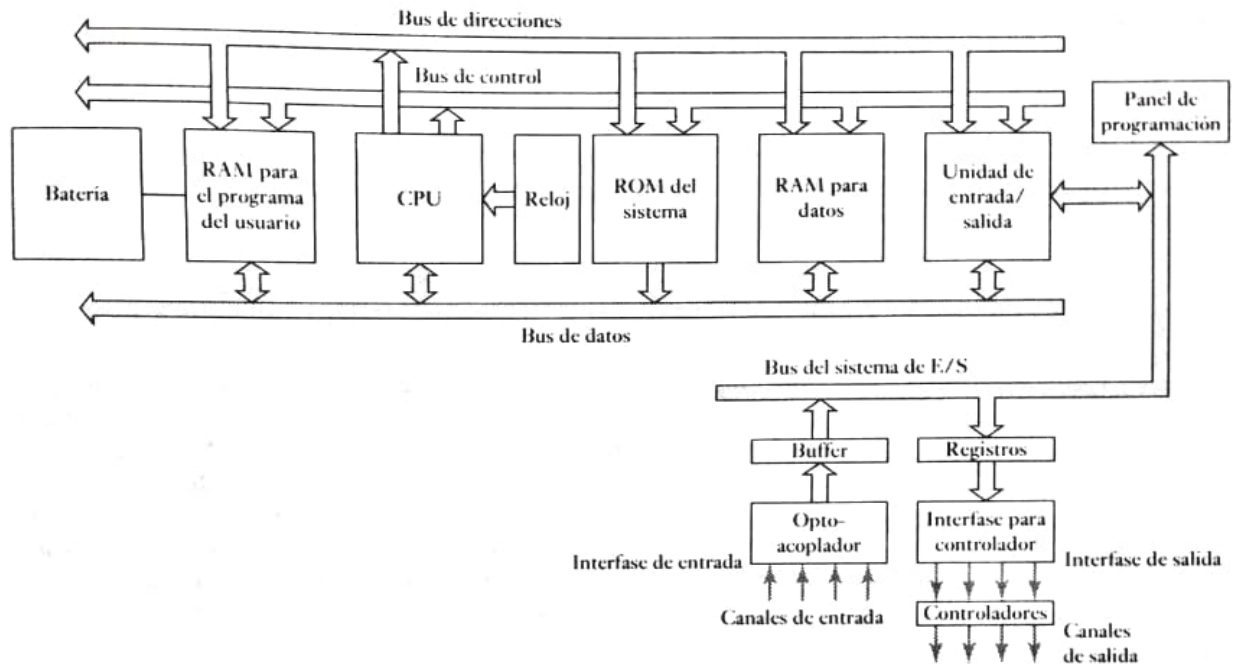 Bus de direcciones
Bus de control
Panel de
programación
Batería
RAM para
el programa
del usuario
CPU
Reloj
ROM del
sistema
RAM para
datos
Unidad de
entrada/
salida
Bus de datos
Bus del sistema de E/S
Buffer
Registros
Opto-
acoplador
Interfase para
controlador
Interfase de entrada
Interfase de salida
Canales de entrada
Controladores
Canales
de salida